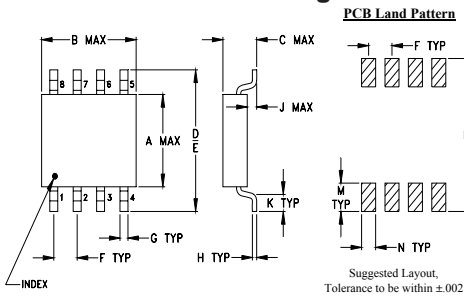 PCB Land Pattern
B MAX
C MAX
F TYP
8 7 6 5
J MAX
A MAX
D
E
K TYP
M
TYP
1 2 3 4
G TYP
F TYP
H TYP
N TYP
INDEX
Suggested Layout,
Tolerance to be within ±.002